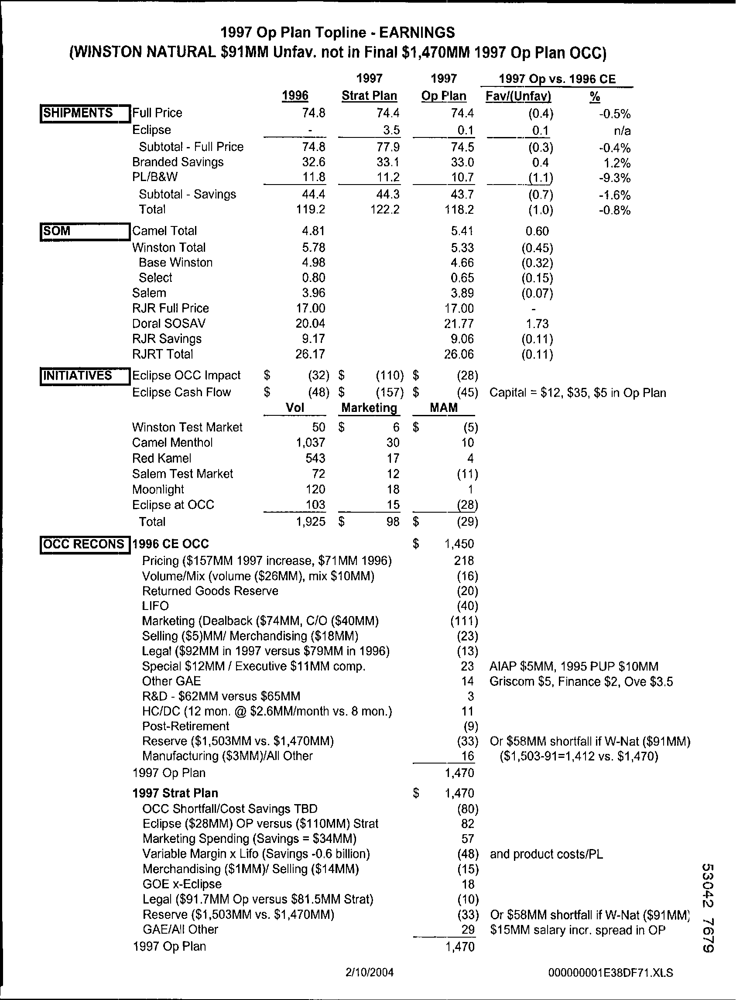 1997 Op Plan Topline - EARNINGS
(WINSTON NATURAL $91MM Unfav. not in Final $1,470MM 1997 Op Plan OCC)
1997 1997 1997 Op vs. 1996 CE
1996 Strat Plan Op Plan Fav/(Unfav) %
SHIPMENTS Full Price 74.8 74.4 74.4 (0.4) -0.5%
Eclipse - 3.5 0.1 0.1 n/a
Subtotal - Full Price 74.8 77.9 74.5 (0.3) -0.4%
Branded Savings 32.6 33.1 33.0 0.4 1.2%
PL/B&W 11.8 11.2 10.7 (1.1) -9.3%
Subtotal - Savings 44.4 44.3 43.7 (0.7) -1.6%
Total 119.2 122.2 118.2 (1.0) -0.8%
SOM Camel Total 4.81 5.41 0.60
Winston Total 5.78 5.33 (0.45)
Base Winston 4.98 4.66 (0.32)
Select 0.80 0.65 (0.15)
Salem 3.96 3.89 (0.07)
RJR Full Price 17.00 17.00 -
Doral SOSAV 20.04 21.77 1.73
RJR Savings 9.17 9.06 (0.11)
RJRT Total 26.17 26.06 (0.11)
INITIATIVES Eclipse OCC Impact $ (32) $ (110) $ (28)
Eclipse Cash Flow $ (48) $ (157) $ (45) Capital = $12, $35, $5 in Op Plan
Vol Marketing MAM
Winston Test Market 50 $ 6 $ (5)
Camel Menthol 1,037 30 10
Red Kamel 543 17 4
Salem Test Market 72 12 (11)
Moonlight 120 18 1
Eclipse at OCC 103 15 (28)
Total 1,925 $ 98 $ (29)
OCC RECONS 1996 CE OCC $ 1,450
Pricing ($157MM 1997 increase, $71MM 1996) 218
Volume/Mix (volume ($26MM), mix $10MM) (16)
Returned Goods Reserve (20)
LIFO (40)
Marketing (Dealback ($74MM, C/O ($40MM) (111)
Selling ($5)MM/ Merchandising ($18MM) (23)
Legal ($92MM in 1997 versus $79MM in 1996) (13)
Special $12MM / Executive $11MM comp. 23 AIAP $5MM, 1995 PUP $10MM
Other GAE 14 Griscom $5, Finance $2, Ove $3.5
R&D - $62MM versus $65MM 3
HC/DC (12 mon. @ $2.6MM/month vs. 8 mon.) 11
Post-Retirement (9)
Reserve ($1,503MM vs. $1,470MM) (33) Or $58MM shortfall if W-Nat ($91MM)
Manufacturing ($3MM)/All Other 16 ($1,503-91=1,412 vs. $1,470)
1997 Op Plan 1,470
1997 Strat Plan $ 1,470
OCC Shortfall/Cost Savings TBD (80)
Eclipse ($28MM) OP versus ($110MM) Strat 82
Marketing Spending (Savings = $34MM) 57
Variable Margin x Lifo (Savings -0.6 billion) (48) and product costs/PL
Merchandising ($1MM)/ Selling ($14MM) (15)
GOE x-Eclipse 18
Legal ($91.7MM Op versus $81.5MM Strat) (10)
Reserve ($1,503MM vs. $1,470MM) (33) Or $58MM shortfall if W-Nat ($91MM)
GAE/All Other 29 $15MM salary incr. spread in OP
1997 Op Plan 1,470
53042 7679
2/10/2004 000000001E38DF71.XLS